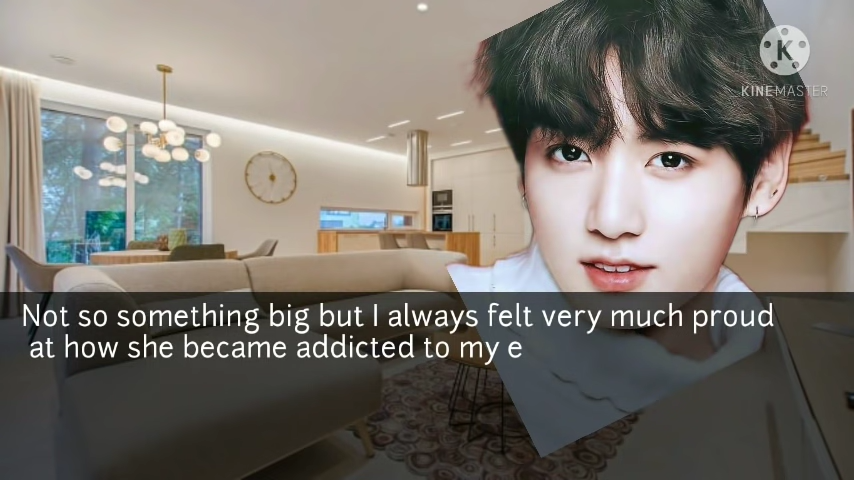 KINEMASTER
Not so something big but I always felt very much proud
at how she became addicted to my e